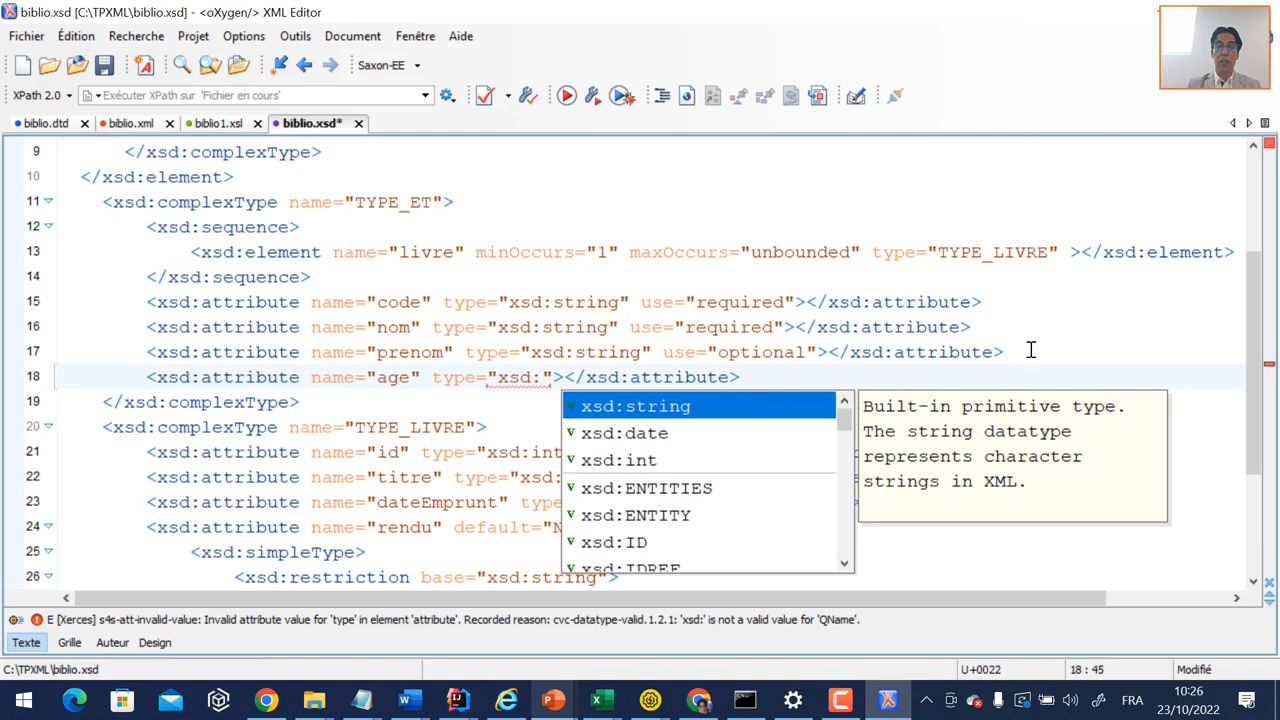 biblio.xsd [C:\TPXML\biblio.xsd] - <oXygen/> XML Editor
Fichier Édition Recherche Projet Options Outils Document Fenêtre Aide
Saxon-EE
XPath 2.0 Exécuter XPath sur 'Fichier en cours'
biblio.dtd biblio.xml biblio1.xsl biblio.xsd*
9 </xsd:complexType>
10 </xsd:element>
11 <xsd:complexType name="TYPE_ET">
12 <xsd:sequence>
13 <xsd:element name="livre" minOccurs="1" maxOccurs="unbounded" type="TYPE_LIVRE" ></xsd:element>
14 </xsd:sequence>
15 <xsd:attribute name="code" type="xsd:string" use="required"></xsd:attribute>
16 <xsd:attribute name="nom" type="xsd:string" use="required"></xsd:attribute>
17 <xsd:attribute name="prenom" type="xsd:string" use="optional"></xsd:attribute>
18 <xsd:attribute name="age" type="xsd:"></xsd:attribute>
19 </xsd:complexType>
20 <xsd:complexType name="TYPE_LIVRE">
21 <xsd:attribute name="id" type="xsd:int
22 <xsd:attribute name="titre" type="xsd:
23 <xsd:attribute name="dateEmprunt" type
24 <xsd:attribute name="rendu" default="N
25 <xsd:simpleType>
26 <xsd:restriction base="xsd:string">
xsd:string
xsd:date
xsd:int
xsd:ENTITIES
xsd:ENTITY
xsd:ID
xsd:IDREF
Built-in primitive type.
The string datatype
represents character
strings in XML.
E [Xerces] s4s-att-invalid-value: Invalid attribute value for 'type' in element 'attribute'. Recorded reason: cvc-datatype-valid.1.2.1: 'xsd:' is not a valid value for 'QName'.
Texte Grille Auteur Design
C:\TPXML\biblio.xsd U+0022 18 : 45 Modifié
FRA
10:26
23/10/2022